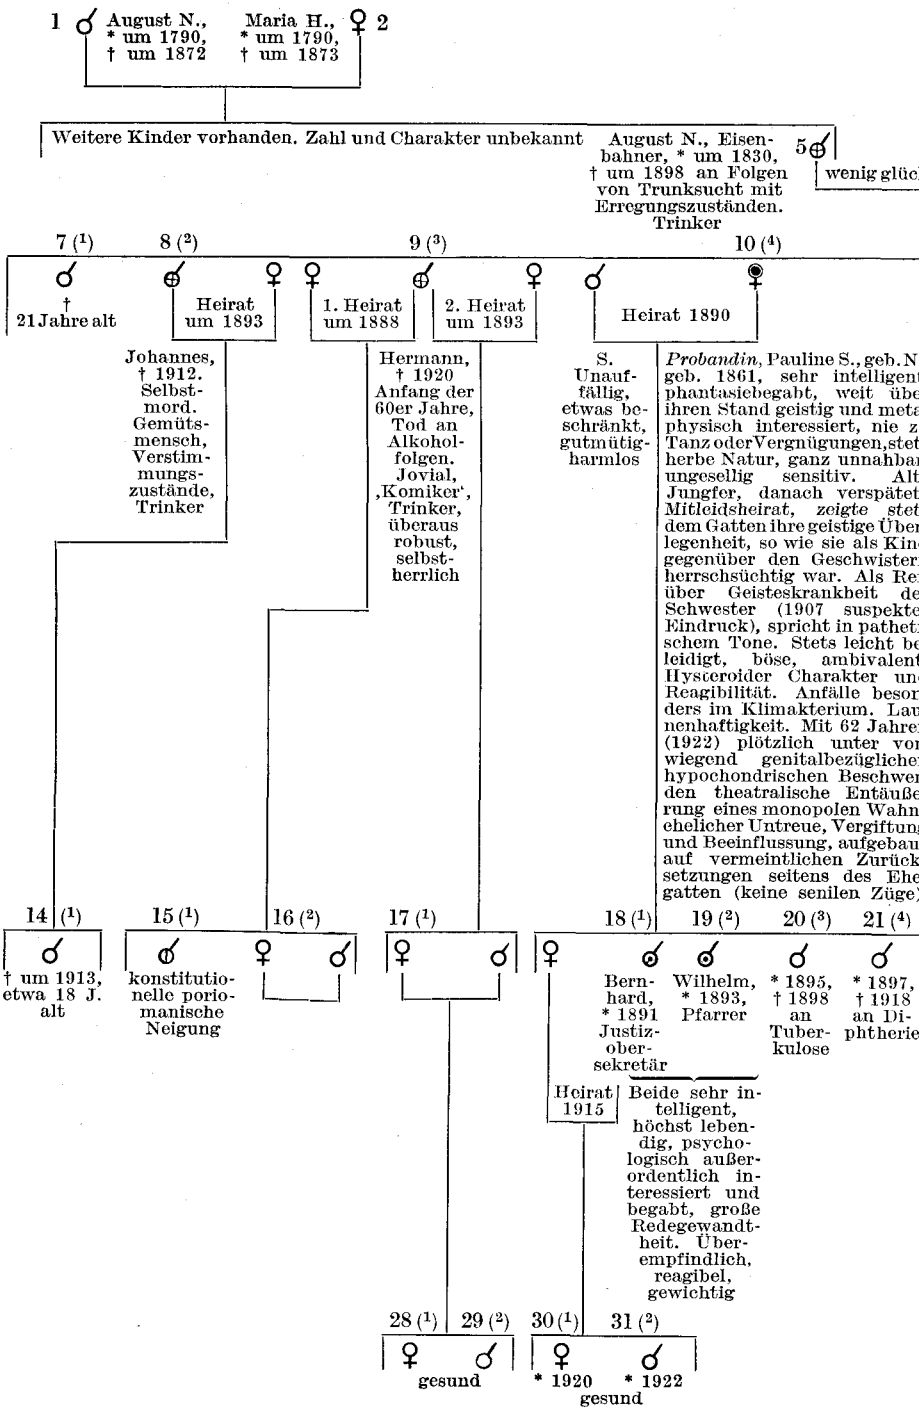 1 ♂ August N., Maria H., ♀ 2
* um 1790, * um 1790,
† um 1872 † um 1873
Weitere Kinder vorhanden. Zahl und Charakter unbekannt
August N., Eisen-
bahner, * um 1830,
† um 1898 an Folgen
von Trunksucht mit
Erregungszuständen.
Trinker
5
wenig glück
7 (¹) 8 (²) 9 (³) 10 (⁴)
†
21 Jahre alt
Heirat
um 1893
1. Heirat
um 1888
2. Heirat
um 1893
Heirat 1890
Johannes,
† 1912.
Selbst-
mord.
Gemüts-
mensch,
Verstim-
mungs-
zustände,
Trinker
Hermann,
† 1920
Anfang der
60er Jahre,
Tod an
Alkohol-
folgen.
Jovial,
‚Komiker‘,
Trinker,
überaus
robust,
selbst-
herrlich
S.
Unauf-
fällig,
etwas be-
schränkt,
gutmütig-
harmlos
Probandin, Pauline S., geb. N
geb. 1861, sehr intelligent
phantasiebegabt, weit übe
ihren Stand geistig und meta
physisch interessiert, nie z
Tanz oder Vergnügungen, stet
herbe Natur, ganz unnahbar
ungesellig sensitiv. Alt
Jungfer, danach verspätet
Mitleidsheirat, zeigte stet
dem Gatten ihre geistige Über
legenheit, so wie sie als Kin
gegenüber den Geschwister
herrschsüchtig war. Als Re
über Geisteskrankheit de
Schwester (1907 suspekte
Eindruck), spricht in patheti
schem Tone. Stets leicht be
leidigt, böse, ambivalent
Hysteroider Charakter und
Reagibilität. Anfälle beson
ders im Klimakterium. Lau
nenhaftigkeit. Mit 62 Jahre
(1922) plötzlich unter vor
wiegend genitalbezügliche
hypochondrischen Beschwer
den theatralische Entäuße
rung eines monopolen Wahn
ehelicher Untreue, Vergiftung
und Beeinflussung, aufgebau
auf vermeintlichen Zurück
setzungen seitens des Ehe
gatten (keine senilen Züge)
14 (¹) 15 (¹) 16 (²) 17 (¹) 18 (¹) 19 (²) 20 (³) 21 (⁴)
† um 1913,
etwa 18 J.
alt
konstitutio-
nelle porio-
manische
Neigung
Bern-
hard,
* 1891
Justiz-
ober-
sekretär
Wilhelm,
* 1893,
Pfarrer
* 1895,
† 1898
an
Tuber-
kulose
* 1897,
† 1918
an Di-
phtherie
Heirat
1915
Beide sehr in-
telligent,
höchst leben-
dig, psycho-
logisch außer-
ordentlich in-
teressiert und
begabt, große
Redegewandt-
heit. Über-
empfindlich,
reagibel,
gewichtig
28 (¹) 29 (²) 30 (¹) 31 (²)
gesund
* 1920 * 1922
gesund